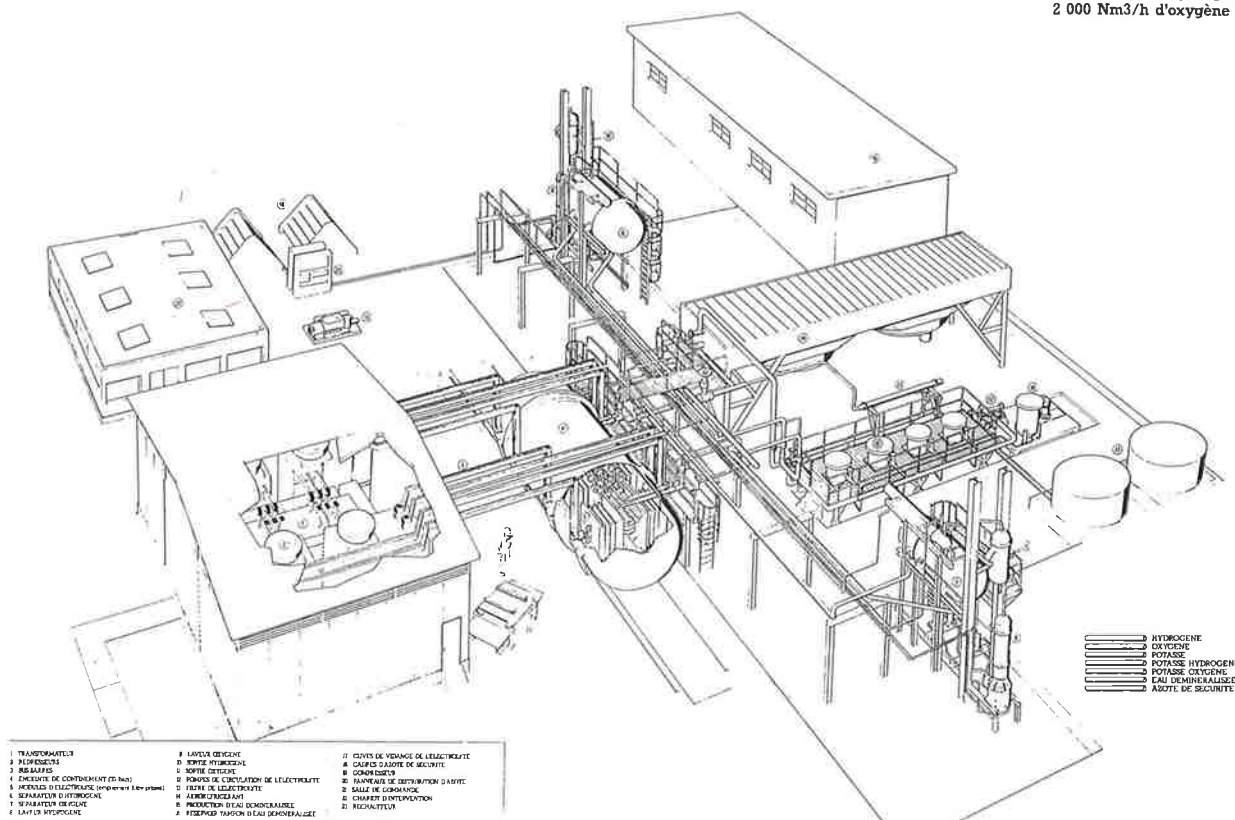 2 000 Nm3/h d'oxygène
HYDROGENE
OXYGENE
POTASSE
POTASSE HYDROGEN
POTASSE OXYGENE
EAU DEMINERALISEE
AZOTE DE SECURITE
1 TRANSFORMATEUR
2 REDRESSEURS
3 BUS BARRES
4 ENCEINTE DE CONFINEMENT
5 MODULES D'ELECTROLYSE
6 SEPARATEUR D'HYDROGENE
7 SEPARATEUR OXYGENE
8 LAVEUR HYDROGENE
9 LAVEUR OXYGENE
10 SORTIE HYDROGENE
11 SORTIE OXYGENE
12 POMPES DE CIRCULATION DE L'ELECTROLYTE
13 FILTRE DE L'ELECTROLYTE
14 AEROREFRIGERANT
15 PRODUCTION D'EAU DEMINERALISEE
16 RESERVOIR TAMPON D'EAU DEMINERALISEE
17 CUVES DE VIDANGE DE L'ELECTROLYTE
18 CADRES D'AZOTE DE SECURITE
19 COMPRESSEUR
20 PANNEAUX DE DISTRIBUTION D'AZOTE
21 SALLE DE COMMANDE
22 CHARIOT D'INTERVENTION
23 RECHAUFFEUR